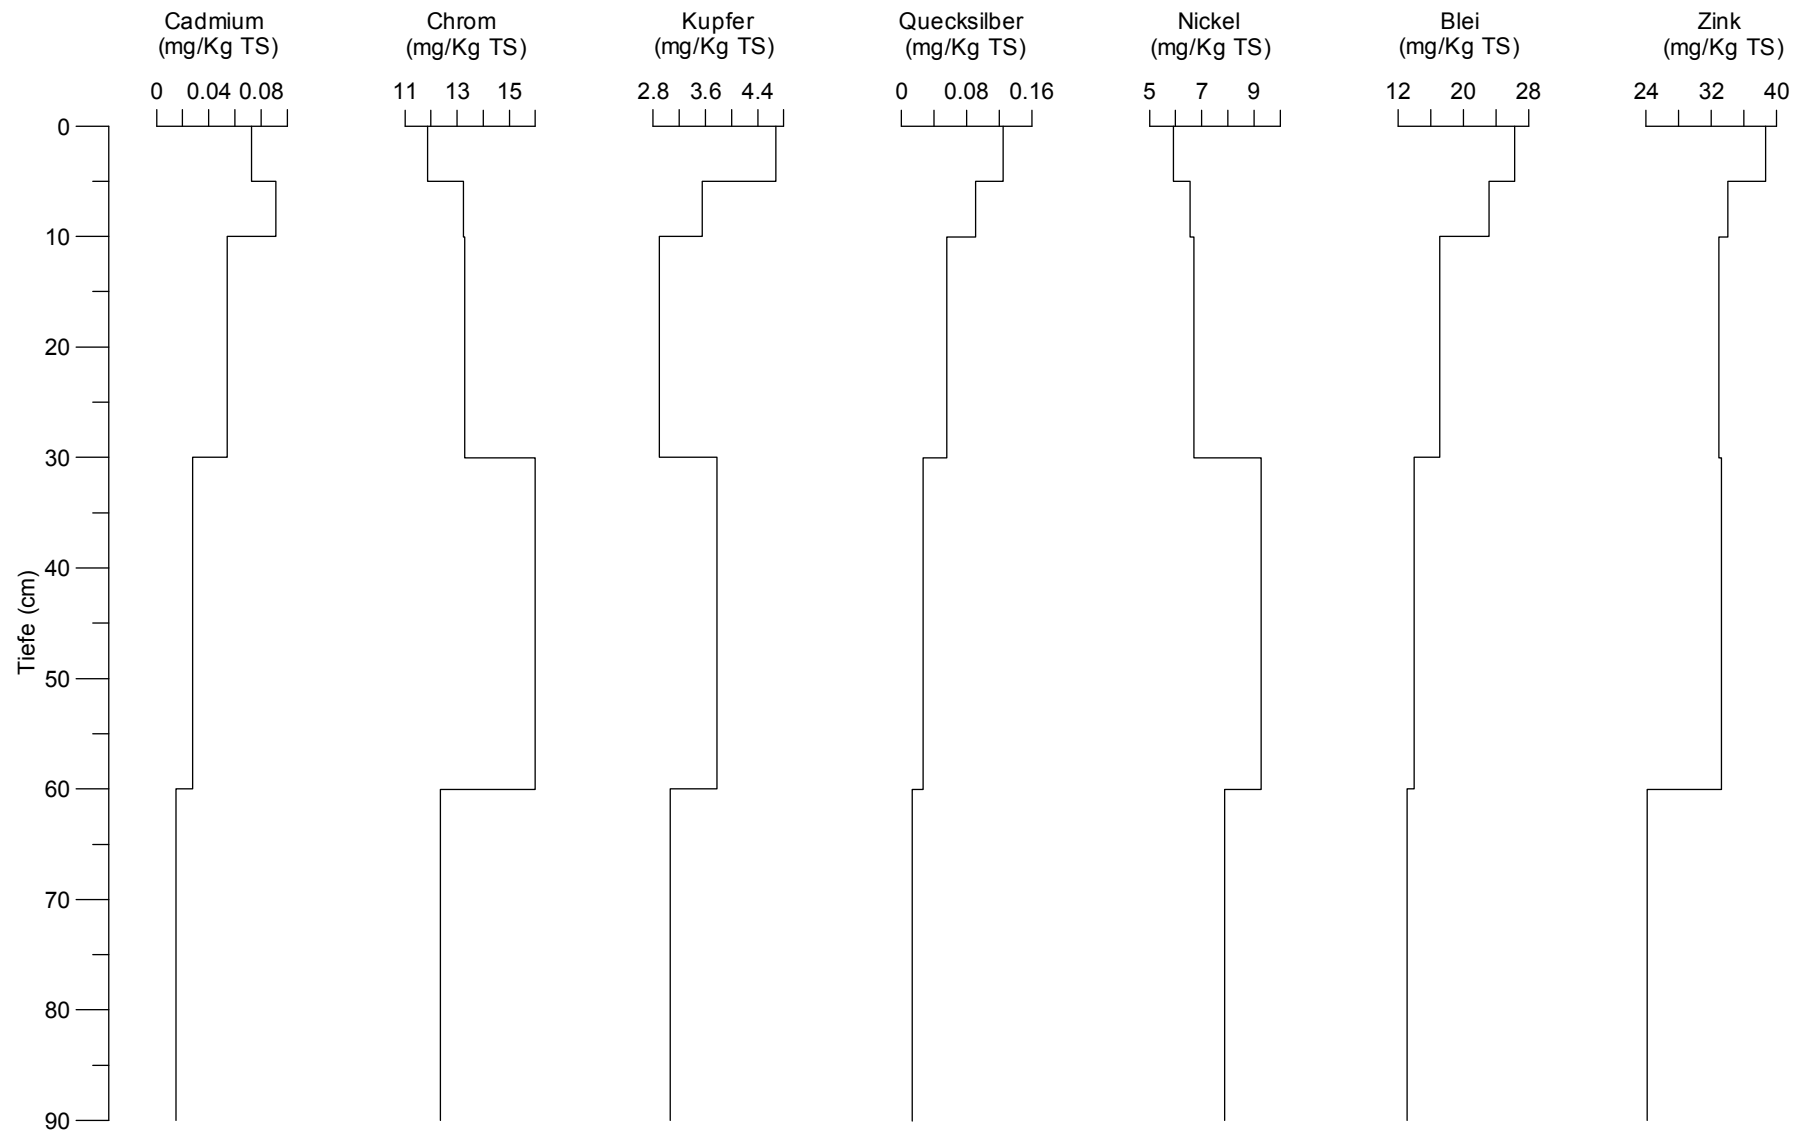 Cadmium Chrom Kupfer Quecksilber Nickel Blei Zink
(mg/Kg TS) (mg/Kg TS) (mg/Kg TS) (mg/Kg TS) (mg/Kg TS) (mg/Kg TS) (mg/Kg TS)
0 0.04 0.08 11 13 15 2.8 3.6 4.4 0 0.08 0.16 5 7 9 12 20 28 24 32 40
0
10
20
30
40
50
60
70
80
90
Tiefe (cm)